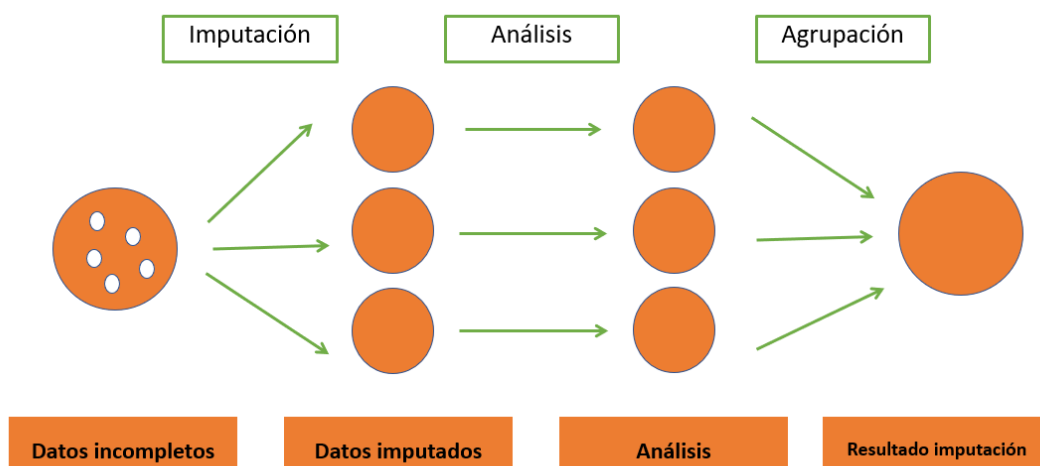 Imputación
Análisis
Agrupación
Datos incompletos
Datos imputados
Análisis
Resultado imputación